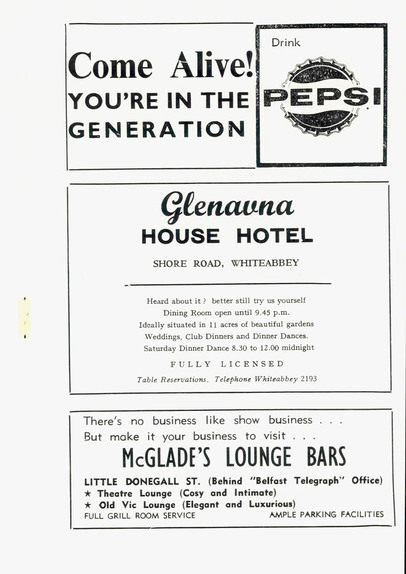 Come Alive!
YOU'RE IN THE
GENERATION
Drink
PEPSI
Glenavna
HOUSE HOTEL
SHORE ROAD, WHITEABBEY
Heard about it ? better still try us yourself
Dining Room open until 9.45 p.m.
Ideally situated in 11 acres of beautiful gardens
Weddings, Club Dinners and Dinner Dances.
Saturday Dinner Dance 8.30 to 12.00 midnight
FULLY LICENSED
Table Reservations. Telephone Whiteabbey 2193
There's no business like show business . . .
But make it your business to visit . . .
McGLADE'S LOUNGE BARS
LITTLE DONEGALL ST. (Behind "Belfast Telegraph" Office)
★ Theatre Lounge (Cosy and Intimate)
★ Old Vic Lounge (Elegant and Luxurious)
FULL GRILL ROOM SERVICE AMPLE PARKING FACILITIES